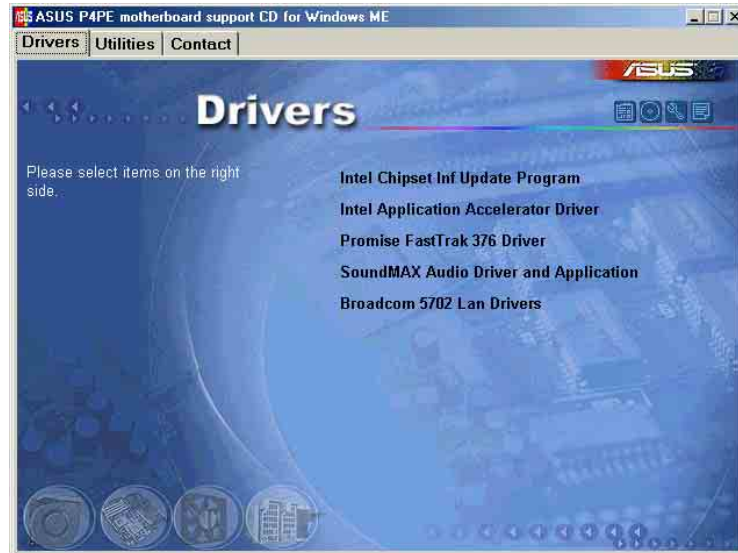 ASUS P4PE motherboard support CD for Windows ME
Drivers Utilities Contact
ASUS
Drivers
Please select items on the right
side.
Intel Chipset Inf Update Program
Intel Application Accelerator Driver
Promise FastTrak 376 Driver
SoundMAX Audio Driver and Application
Broadcom 5702 Lan Drivers